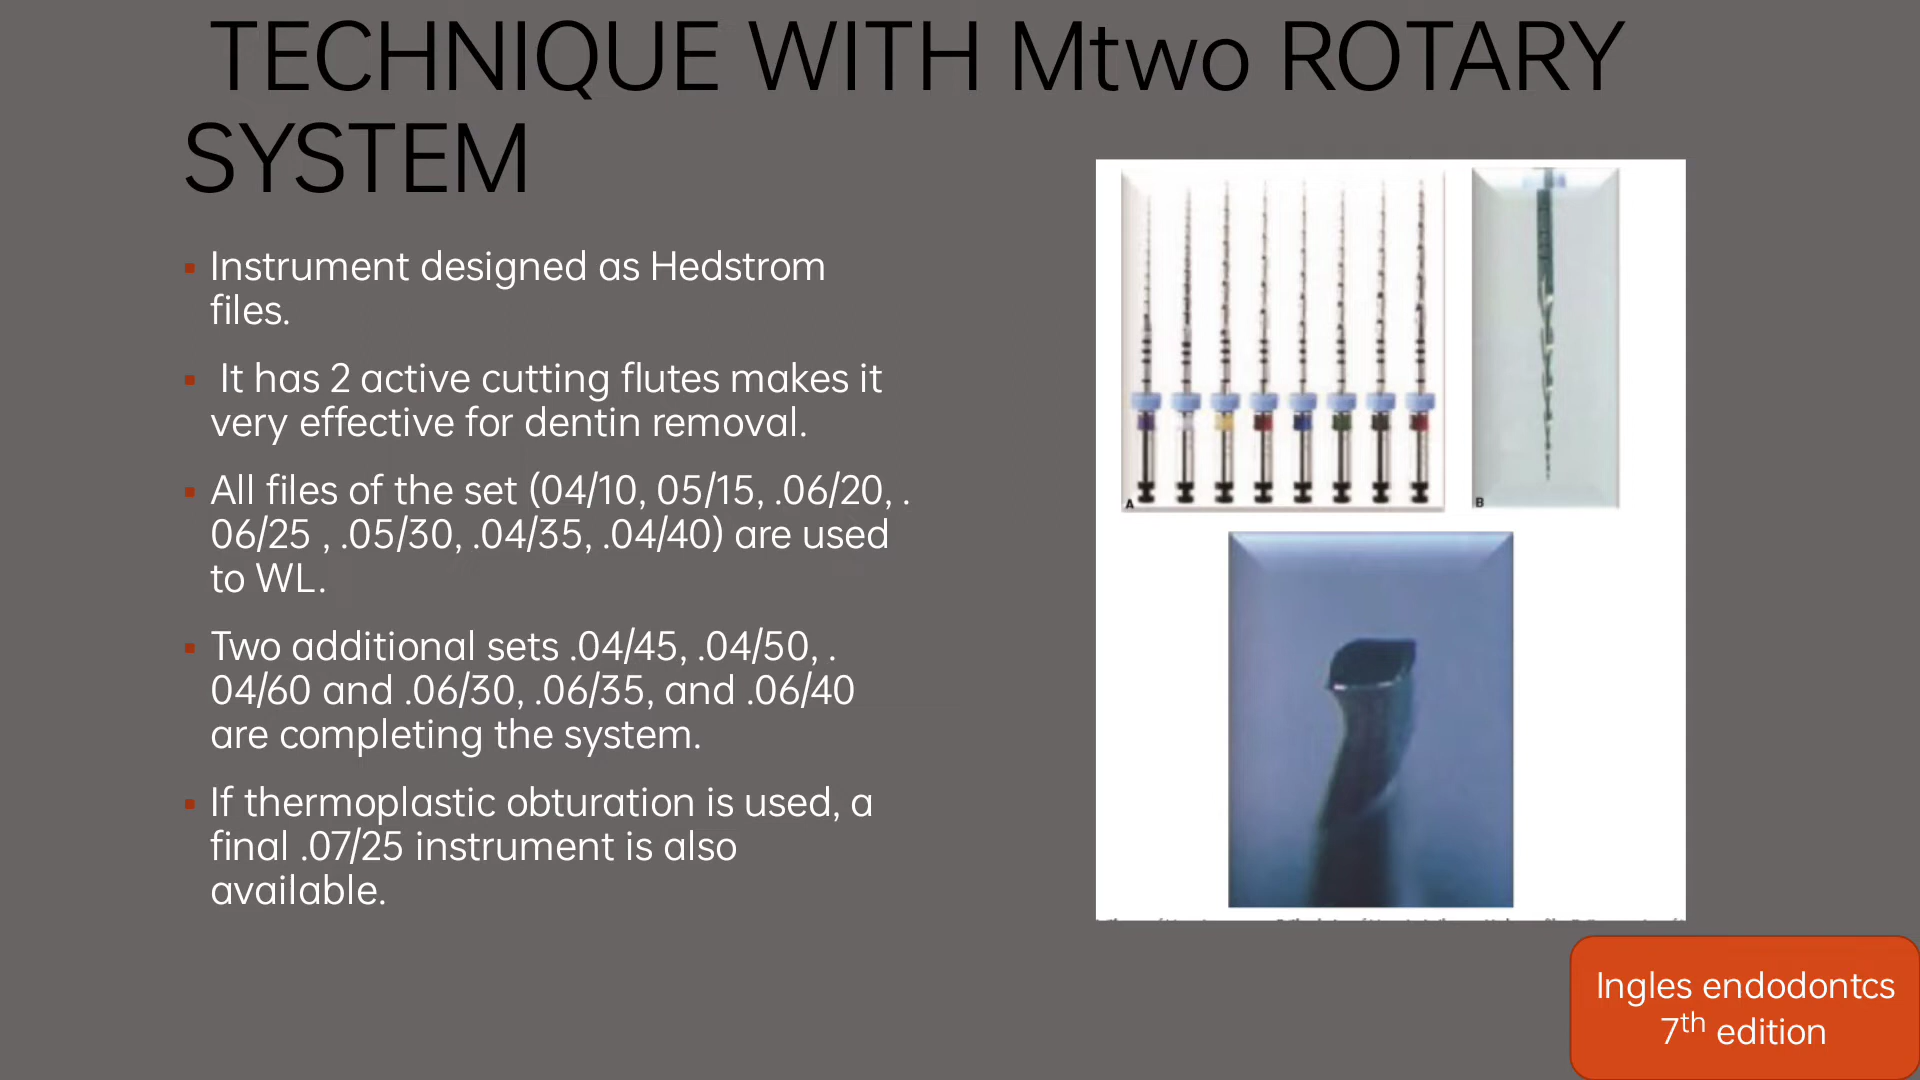 TECHNIQUE WITH Mtwo ROTARY
SYSTEM
▪ Instrument designed as Hedstrom
files.
▪ It has 2 active cutting flutes makes it
very effective for dentin removal.
▪ All files of the set (04/10, 05/15, .06/20, .
06/25 , .05/30, .04/35, .04/40) are used
to WL.
▪ Two additional sets .04/45, .04/50, .
04/60 and .06/30, .06/35, and .06/40
are completing the system.
▪ If thermoplastic obturation is used, a
final .07/25 instrument is also
available.
A
B
Ingles endodontcs
7th edition